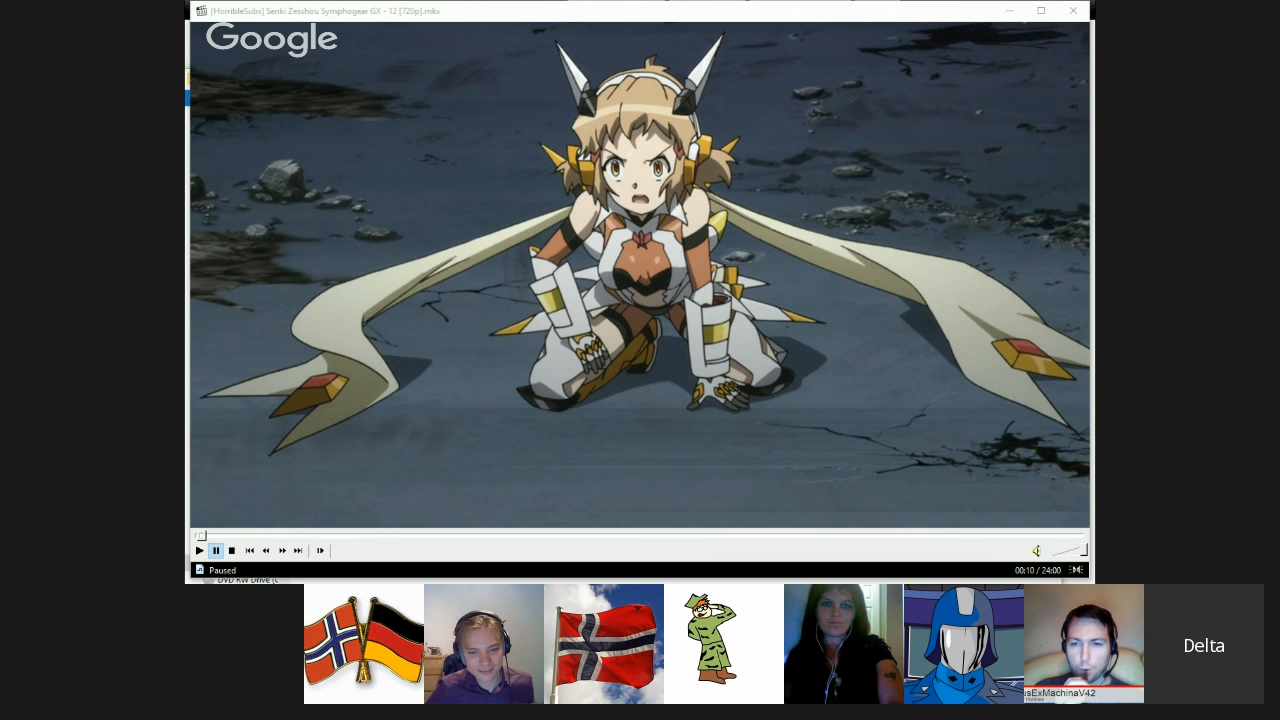 [HorribleSubs] Senki Zesshou Symphogear GX - 12 [720p].mkv
Google
Paused
00:10 / 24:00
DVD RW Drive (
Delta
usExMachinaV42